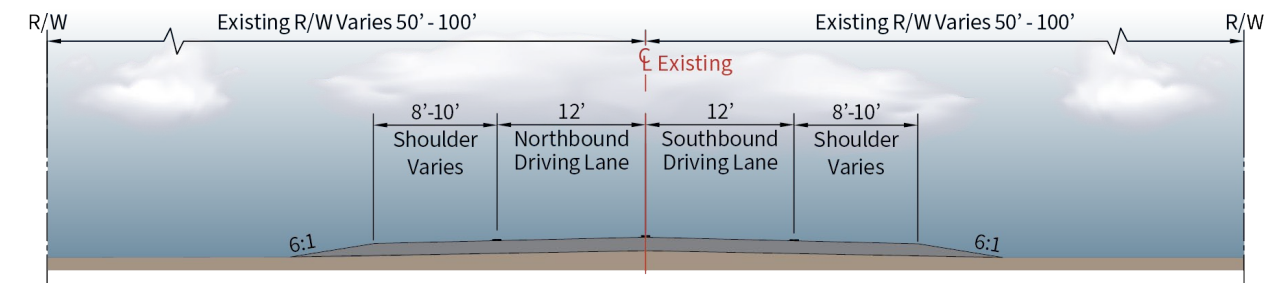 R/W
Existing R/W Varies 50’ - 100’
Existing R/W Varies 50’ - 100’
R/W
℄ Existing
8’-10’
12’
12’
8’-10’
Shoulder
Varies
Northbound
Driving Lane
Southbound
Driving Lane
Shoulder
Varies
6:1
6:1